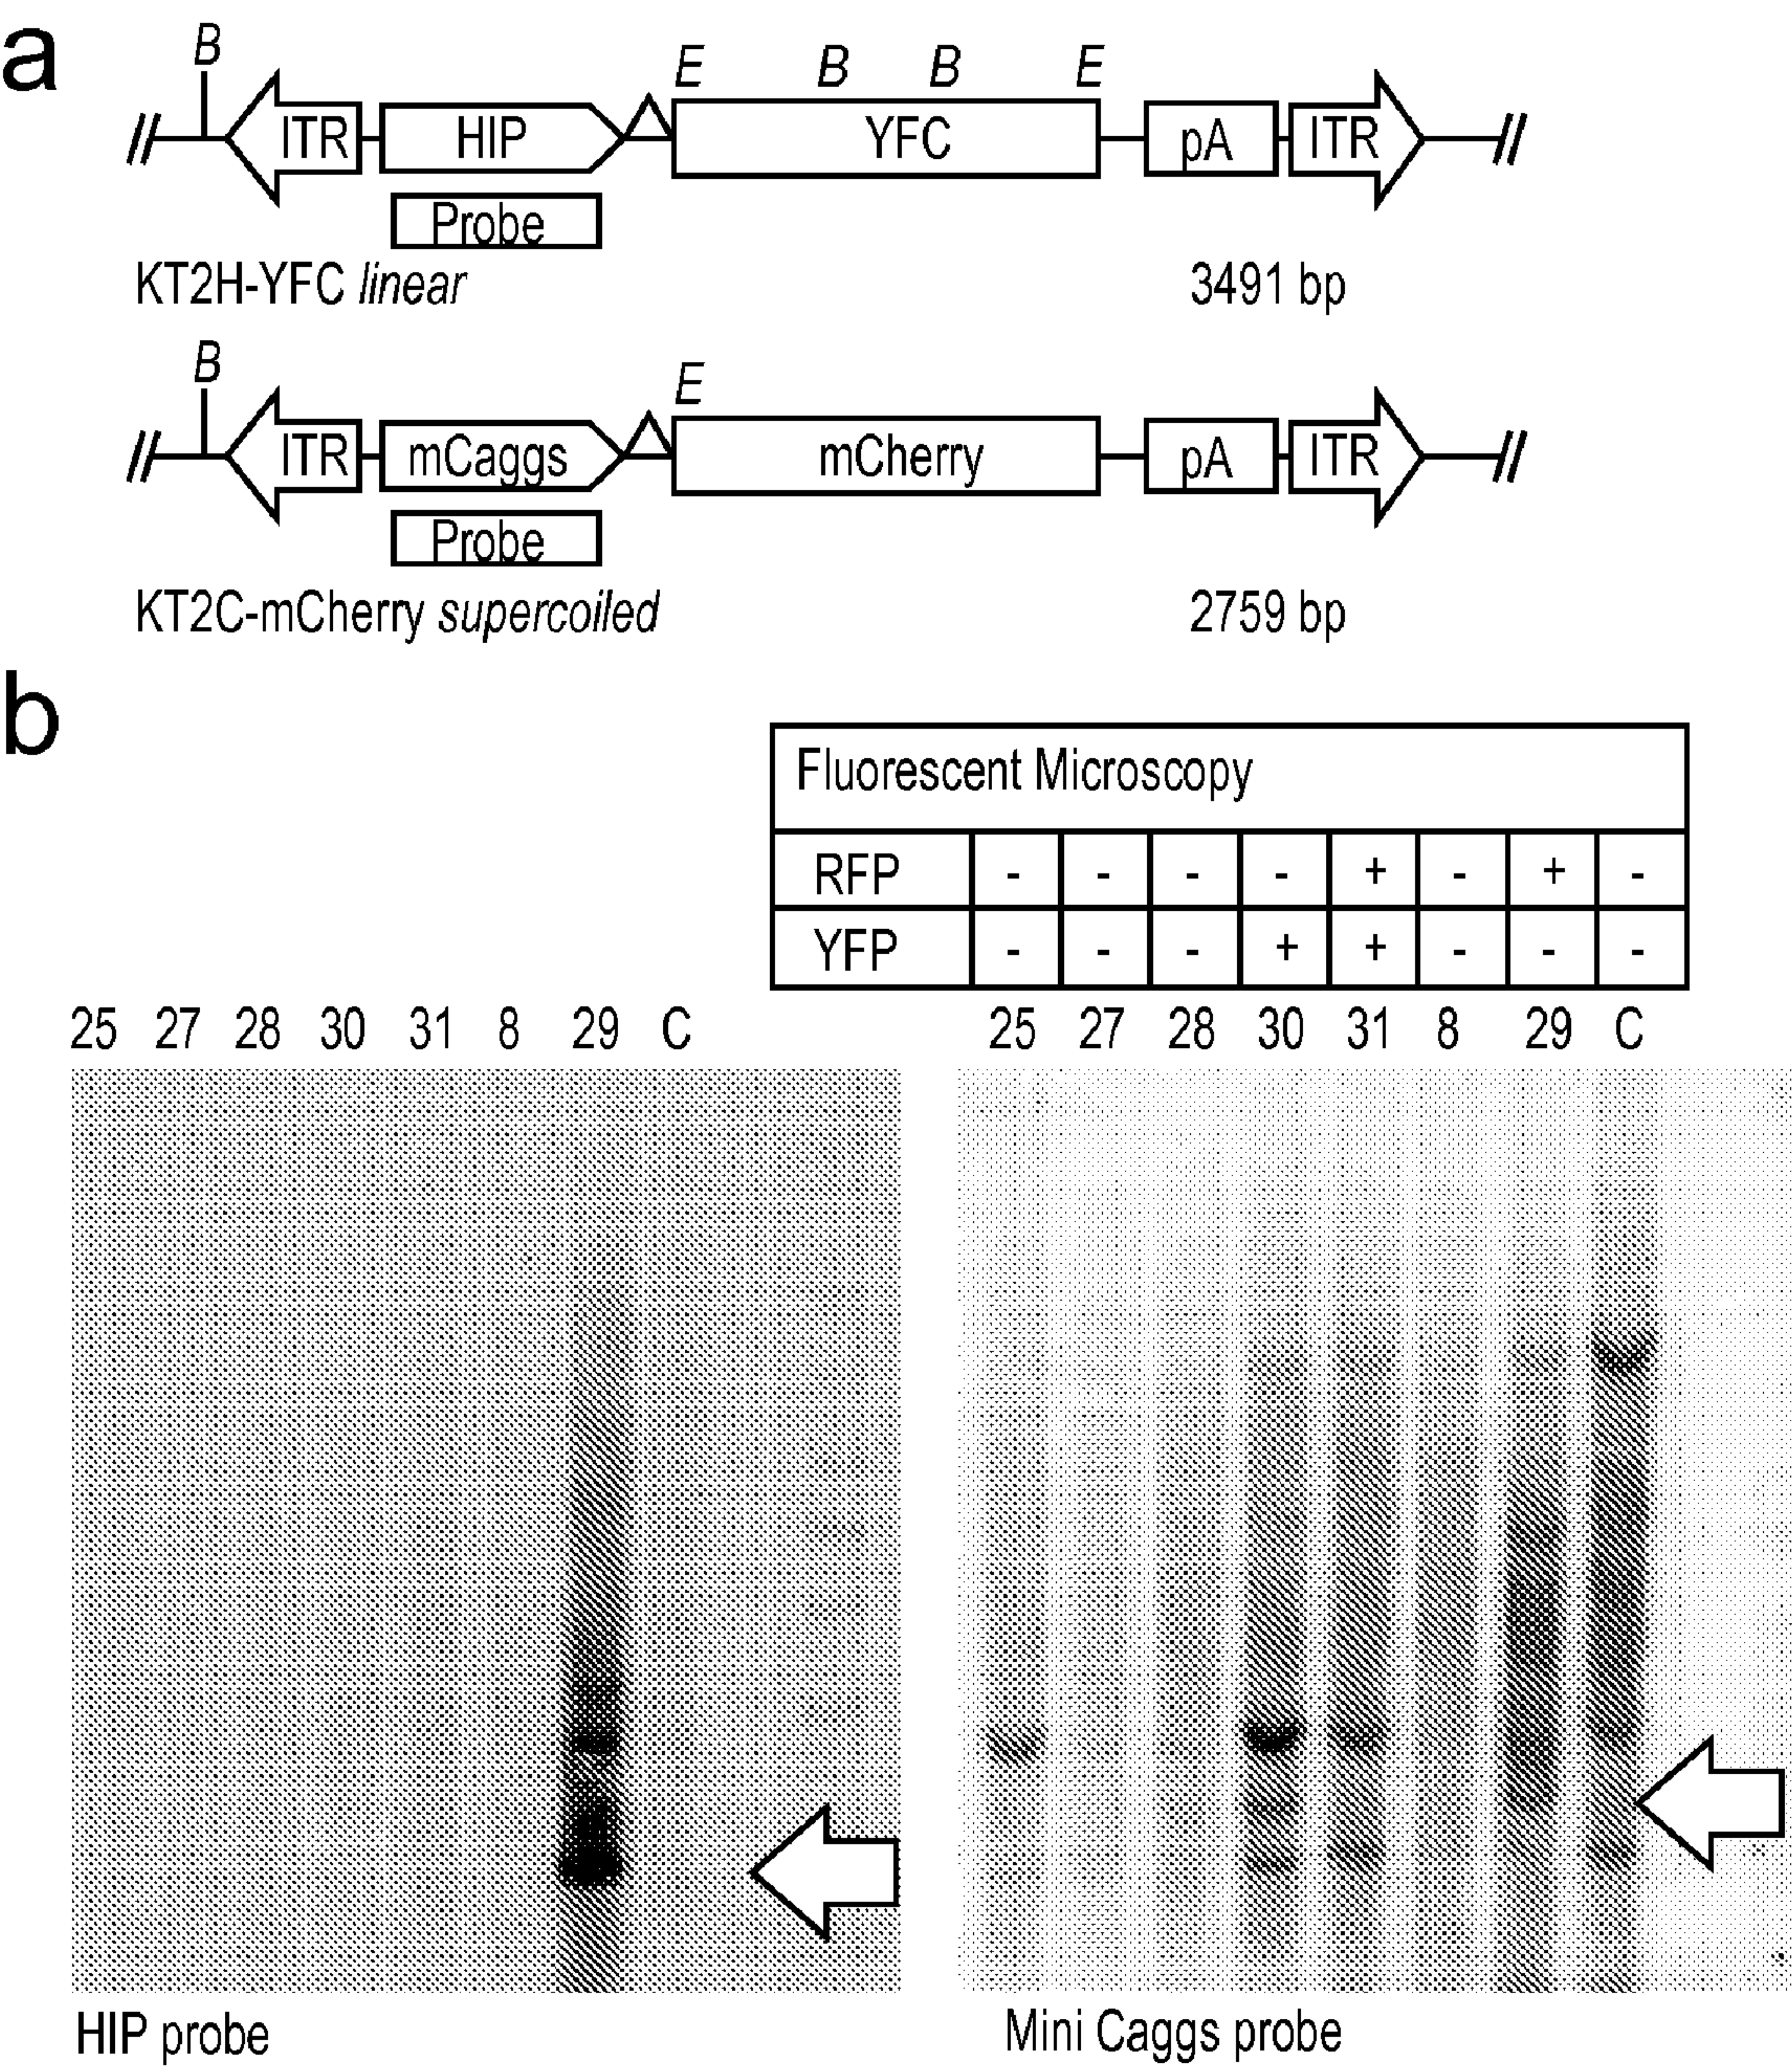 a
B E B B E
ITR HIP YFC pA ITR
Probe
KT2H-YFC linear 3491 bp
B E
ITR mCaggs mCherry pA ITR
Probe
KT2C-mCherry supercoiled 2759 bp
b
Fluorescent Microscopy
RFP - - - - + - + -
YFP - - - + + - - -
25 27 28 30 31 8 29 C
25 27 28 30 31 8 29 C
HIP probe
Mini Caggs probe